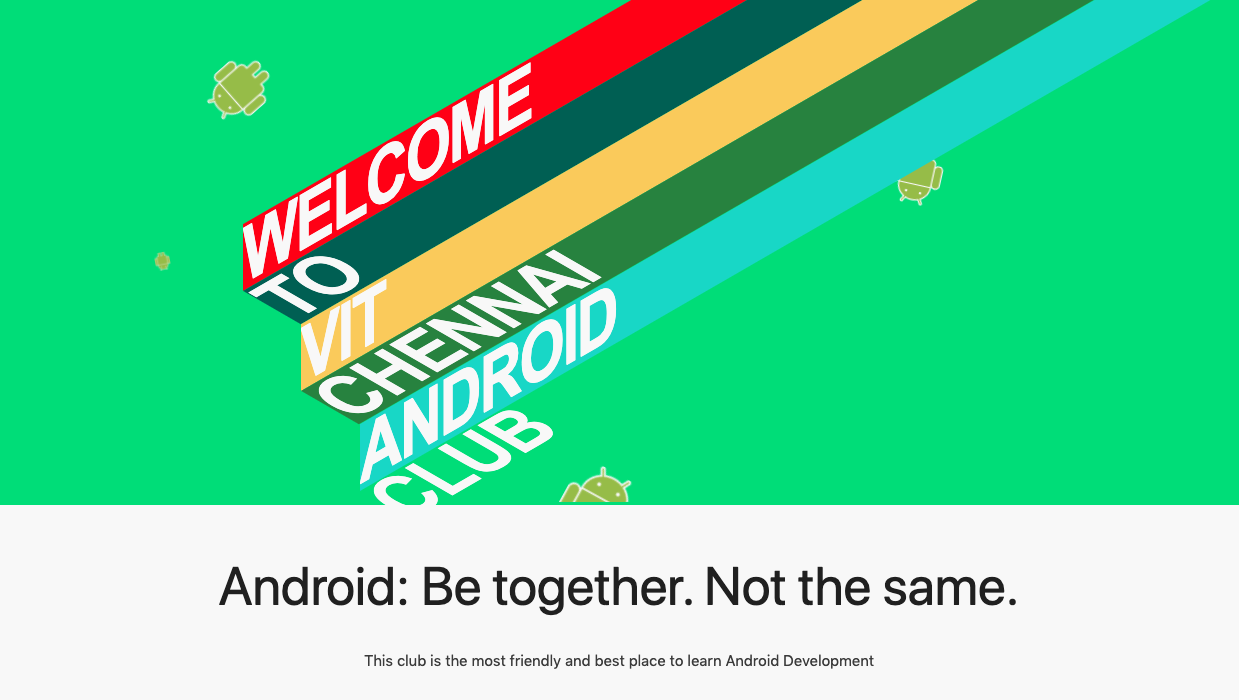 WELCOME
TO
VIT
CHENNAI
ANDROID
CLUB
Android: Be together. Not the same.
This club is the most friendly and best place to learn Android Development